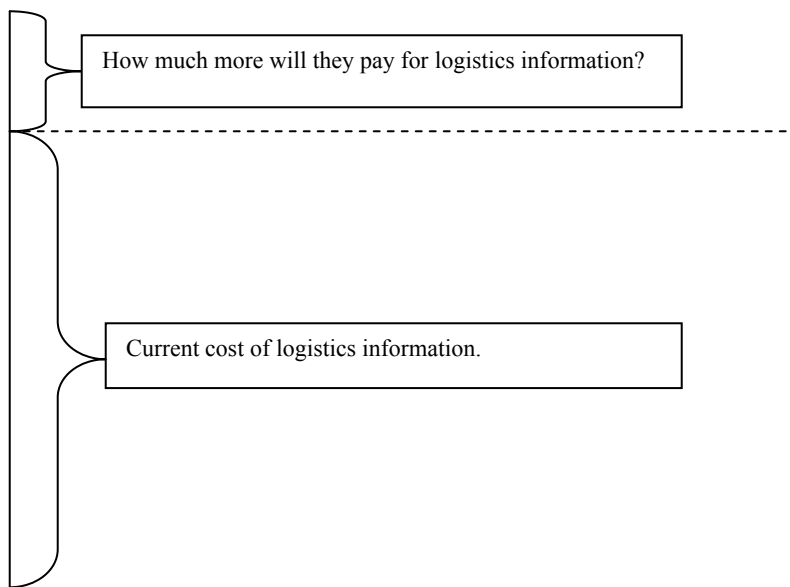 How much more will they pay for logistics information?
Current cost of logistics information.